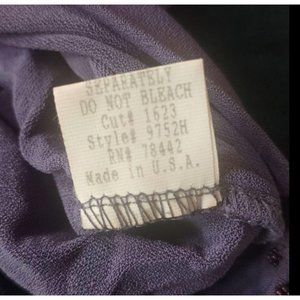 SEPARATELY
DO NOT BLEACH
Cut# 1623
Style# 9752H
RN# 78442
Made in U.S.A.